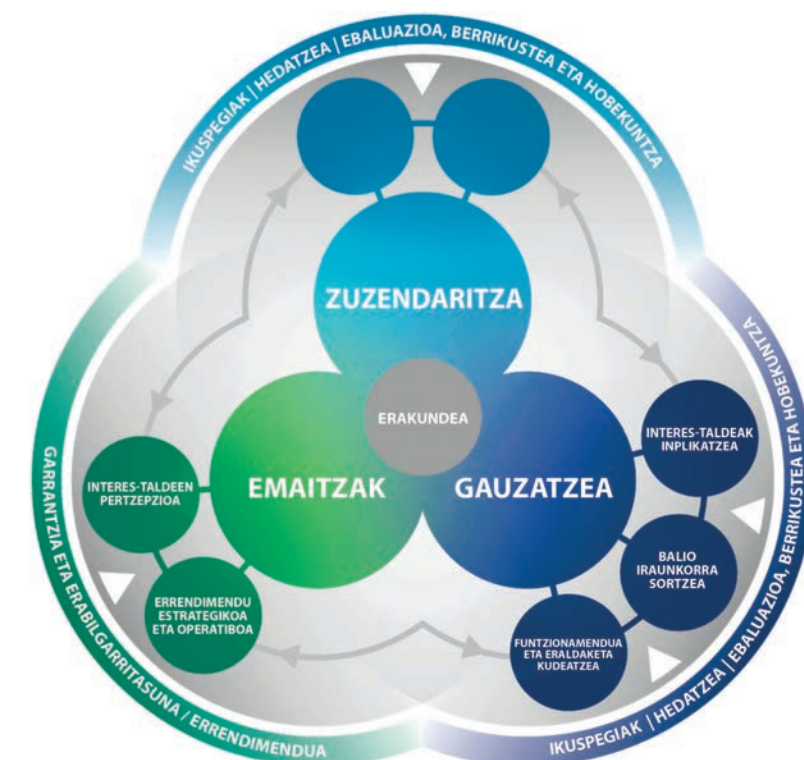 IKUSPEGIAK | HEDATZEA | EBALUAZIOA, BERRIKUSTEA ETA HOBEKUNTZA
ZUZENDARITZA
ERAKUNDEA
EMAITZAK
GAUZATZEA
INTERES-TALDEEN
PERTZEPZIOA
ERRENDIMENDU
ESTRATEGIKOA
ETA OPERATIBOA
INTERES-TALDEAK
INPLIKATZEA
BALIO
IRAUNKORRA
SORTZEA
FUNTZIONAMENDUA
ETA ERALDAKETA
KUDEATZEA
GARRANTZIA ETA ERABILGARRITASUNA / ERRENDIMENDUA
IKUSPEGIAK | HEDATZEA | EBALUAZIOA, BERRIKUSTEA ETA HOBEKUNTZA